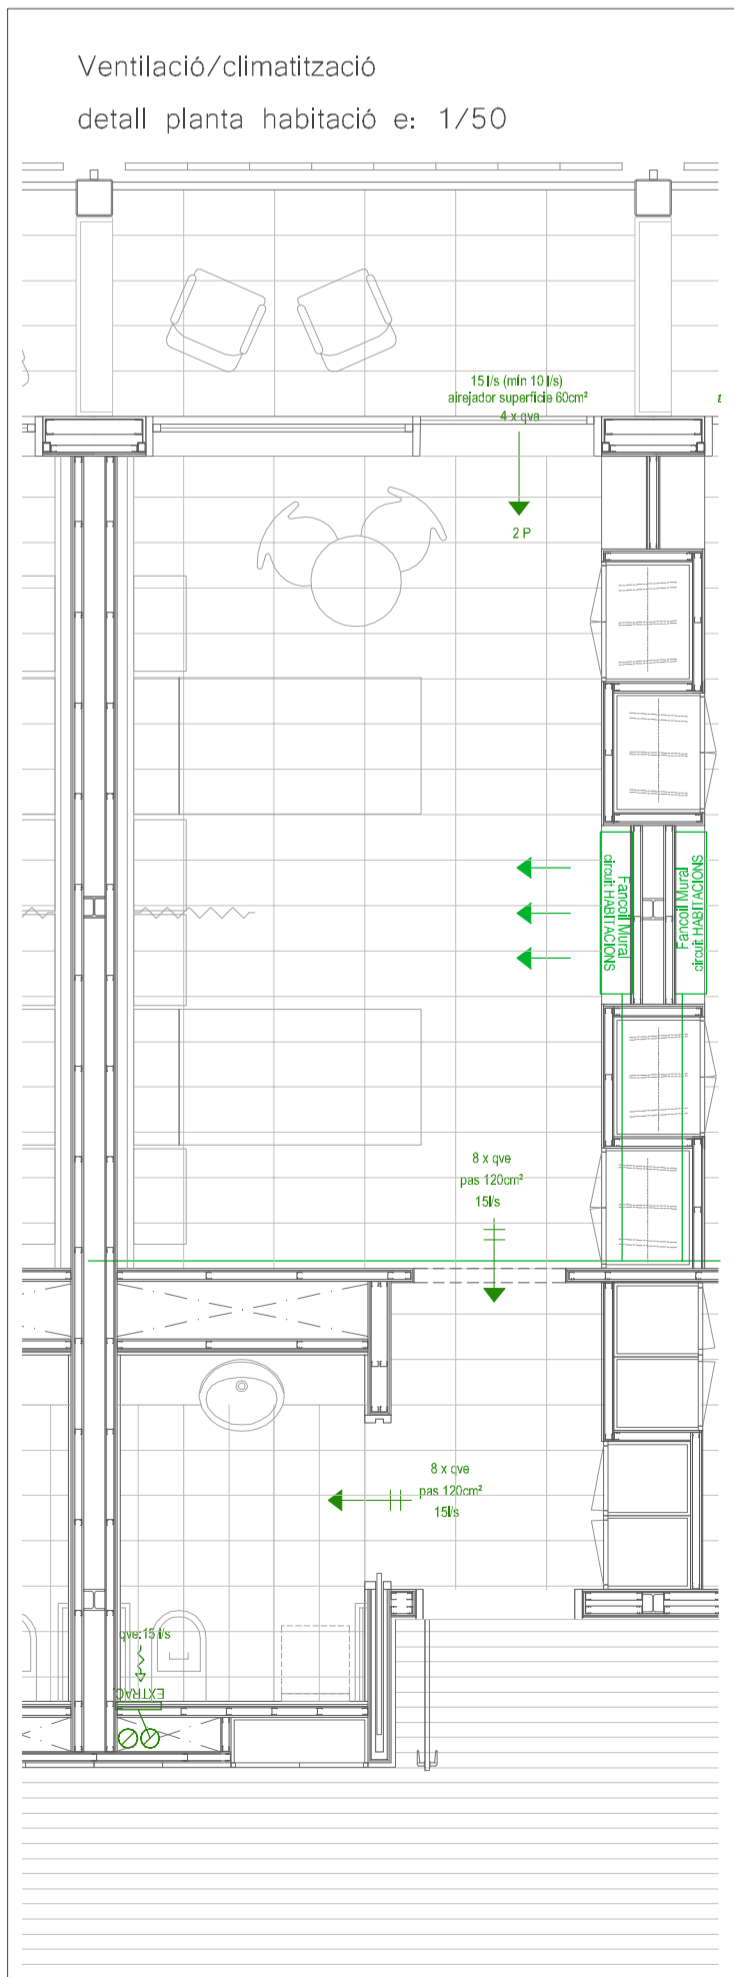 Ventilació/climatització
detall planta habitació e: 1/50
15 l/s (mín 10 l/s)
airejador superfície 60cm²
4 x qva
2 P
Fancoil Mural
circuit HABITACIONS
Fancoil Mural
circuit HABITACIONS
8 x qve
pas 120cm²
15l/s
8 x qve
pas 120cm²
15l/s
qve:15 l/s
EXTRAC